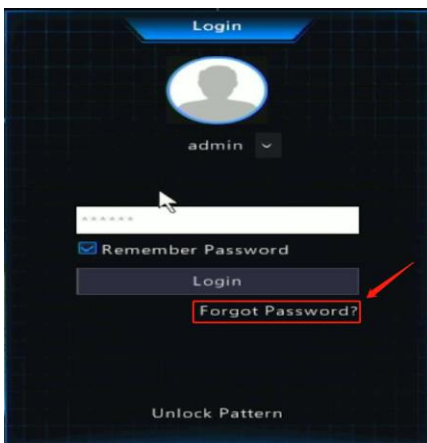 Login
admin
******
Remember Password
Login
Forgot Password?
Unlock Pattern